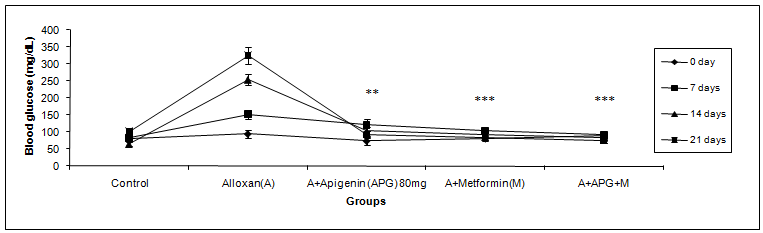 400
350
300
250
200
150
100
50
0
Blood glucose (mg/dL)
**
***
***
Control
Alloxan(A)
A+Apigenin(APG)80mg
A+Metformin(M)
A+APG+M
Groups
0 day
7 days
14 days
21 days